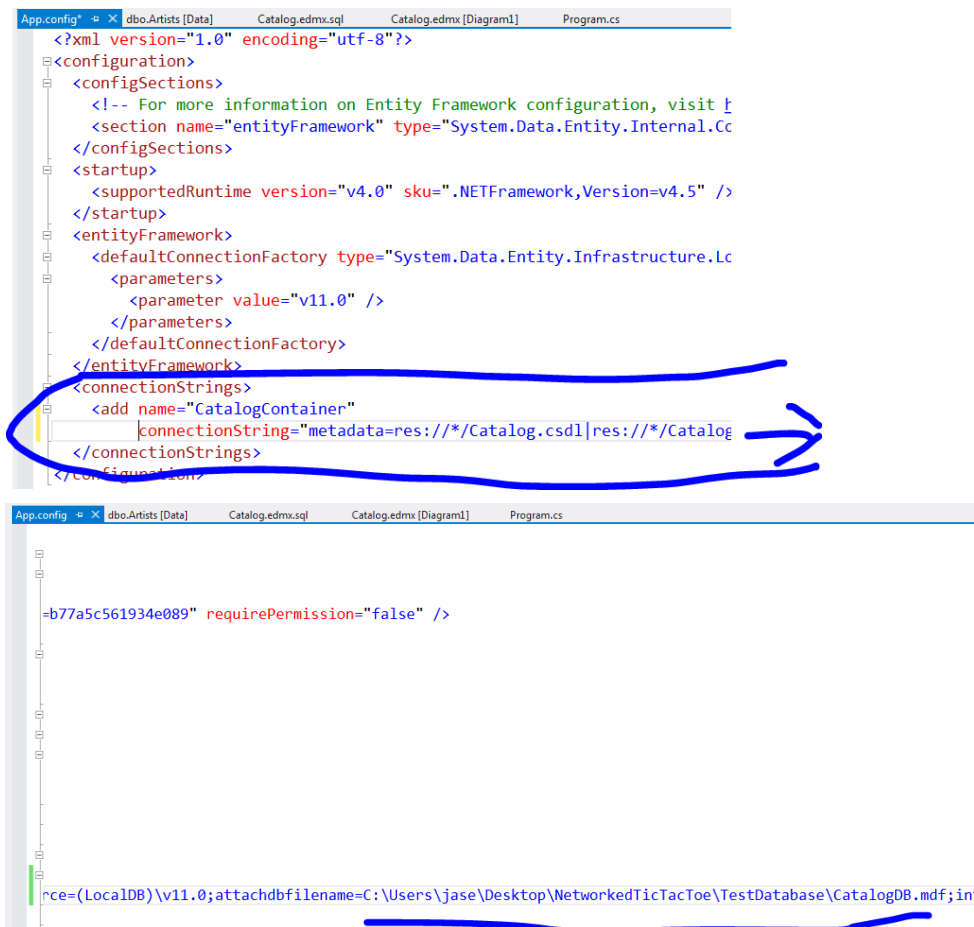 App.config* dbo.Artists [Data] Catalog.edmx.sql Catalog.edmx [Diagram1] Program.cs
<?xml version="1.0" encoding="utf-8"?>
<configuration>
<configSections>
<!-- For more information on Entity Framework configuration, visit h
<section name="entityFramework" type="System.Data.Entity.Internal.Co
</configSections>
<startup>
<supportedRuntime version="v4.0" sku=".NETFramework,Version=v4.5" />
</startup>
<entityFramework>
<defaultConnectionFactory type="System.Data.Entity.Infrastructure.Lo
<parameters>
<parameter value="v11.0" />
</parameters>
</defaultConnectionFactory>
</entityFramework>
<connectionStrings>
<add name="CatalogContainer"
connectionString="metadata=res://*/Catalog.csdl|res://*/Catalog
</connectionStrings>
</configuration>
App.config dbo.Artists [Data] Catalog.edmx.sql Catalog.edmx [Diagram1] Program.cs
=b77a5c561934e089" requirePermission="false" />
rce=(LocalDB)\v11.0;attachdbfilename=C:\Users\jase\Desktop\NetworkedTicTacToe\TestDatabase\CatalogDB.mdf;int